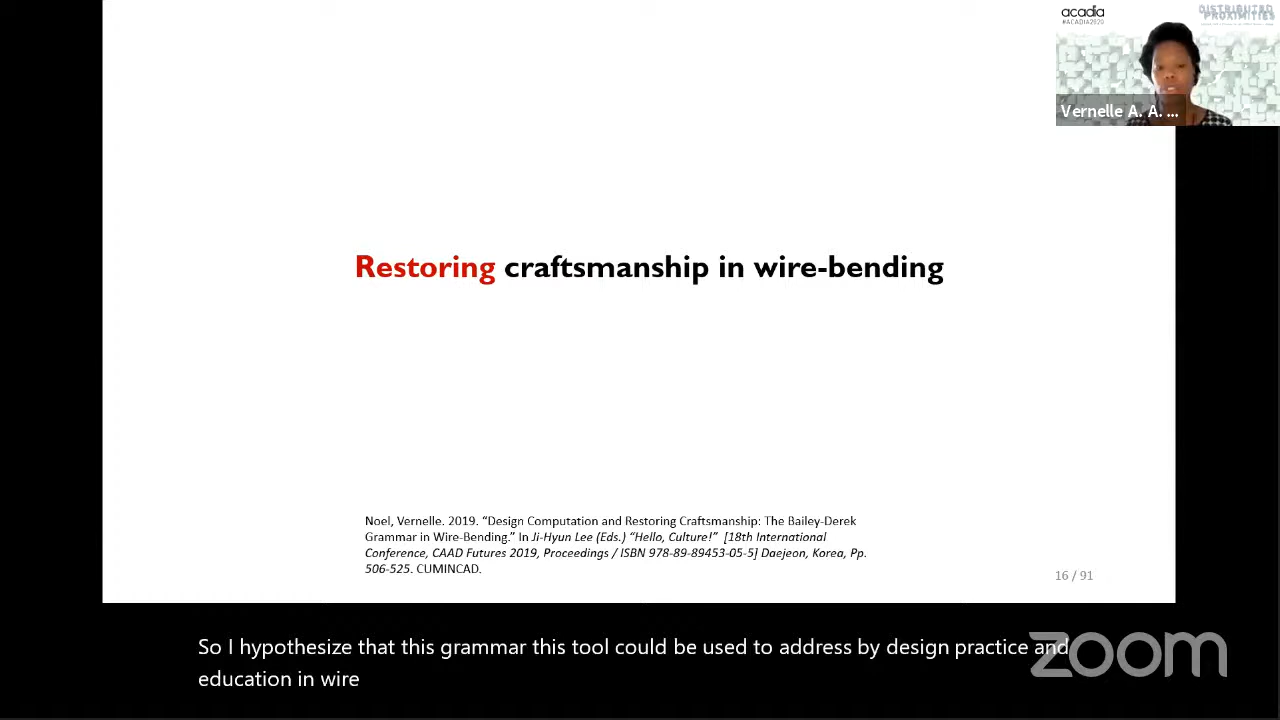 acadia
#ACADIA2020
DISTRIBUTED
PROXIMITIES
Vernelle A. A. ...
Restoring craftsmanship in wire-bending
Noel, Vernelle. 2019. “Design Computation and Restoring Craftsmanship: The Bailey-Derek
Grammar in Wire-Bending.” In Ji-Hyun Lee (Eds.) “Hello, Culture!”  [18th International
Conference, CAAD Futures 2019, Proceedings / ISBN 978-89-89453-05-5] Daejeon, Korea, Pp.
506-525. CUMINCAD.
16 / 91
So I hypothesize that this grammar this tool could be used to address by design practice and
education in wire
zoom